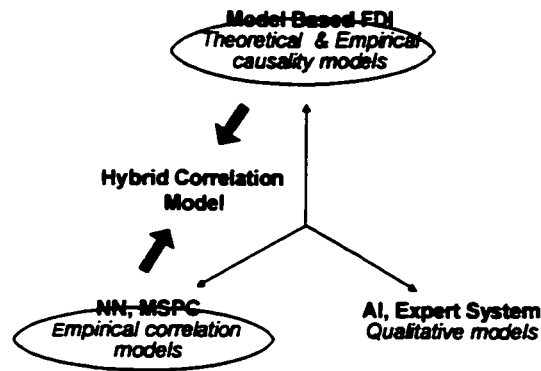 Model Based FDI
Theoretical & Empirical
causality models
Hybrid Correlation
Model
NN, MSPC
Empirical correlation
models
AI, Expert System
Qualitative models